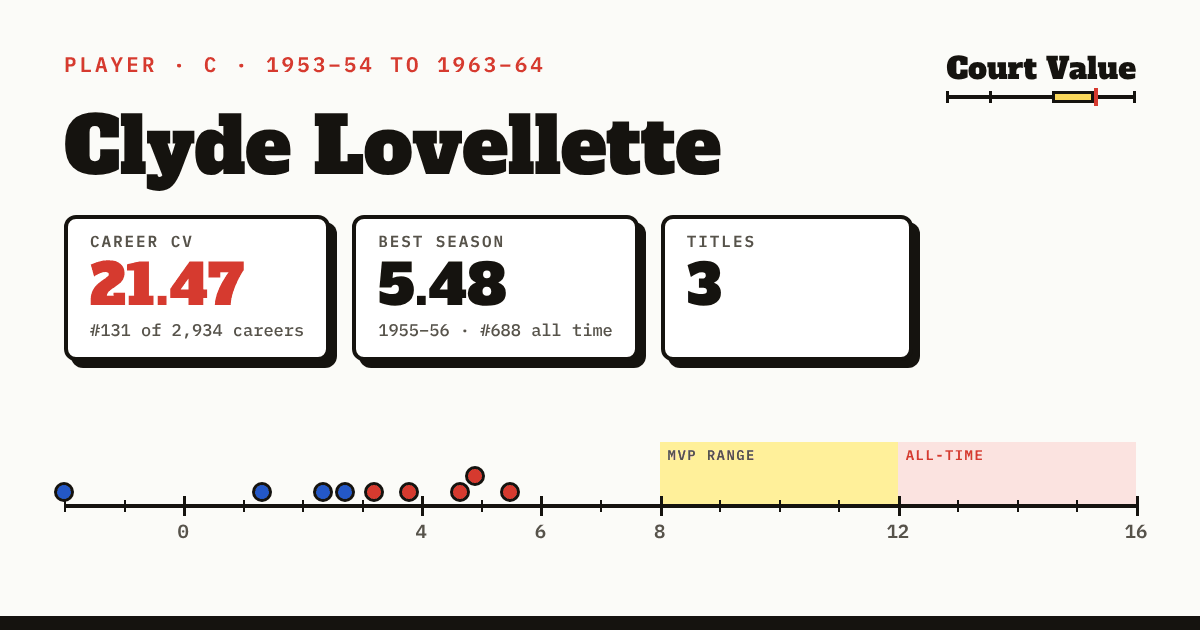 PLAYER · C · 1953–54 TO 1963–64
Court Value
Clyde Lovellette
CAREER CV
21.47
#131 of 2,934 careers
BEST SEASON
5.48
1955–56 · #688 all time
TITLES
3
MVP RANGE
ALL-TIME
0 4 6 8 12 16